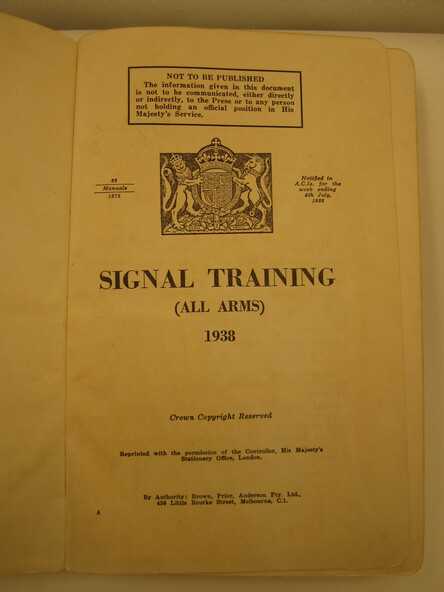 NOT TO BE PUBLISHED
The information given in this document
is not to be communicated, either directly
or indirectly, to the Press or to any person
not holding an official position in His
Majesty's Service.
Manuals
Notified in
A.C.Is. for the
week ending
6th July,
1938
SIGNAL TRAINING
(ALL ARMS)
1938
Crown Copyright Reserved
Reprinted with the permission of the Controller, His Majesty's
Stationery Office, London.
By Authority: Brown, Prior, Anderson Pty. Ltd.,
430 Little Bourke Street, Melbourne, C.1.
A